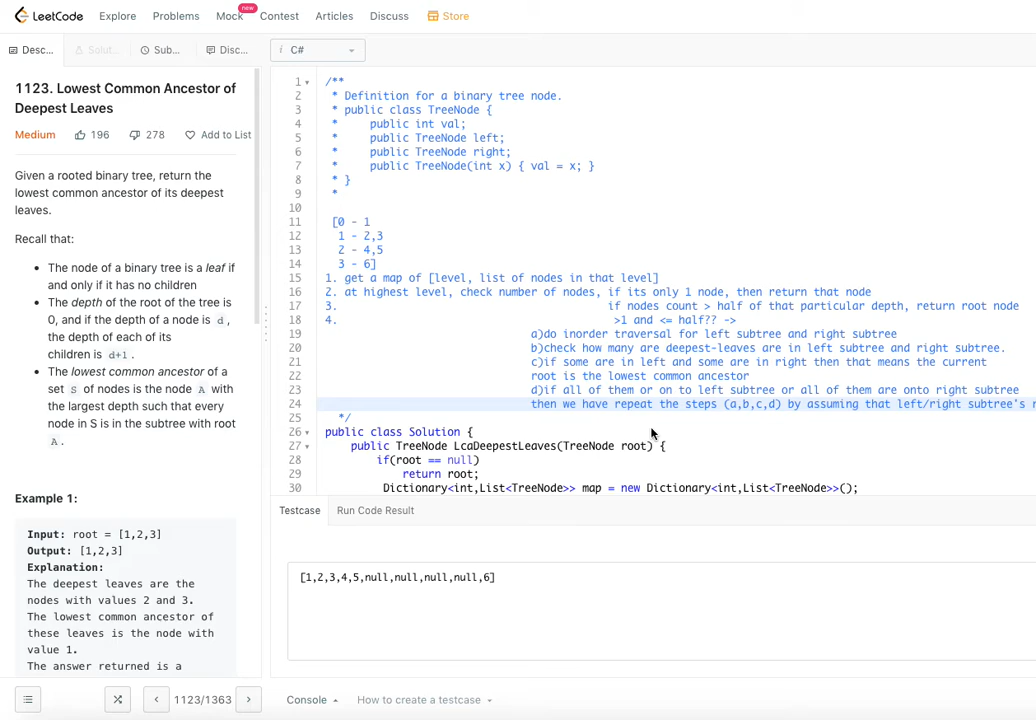 LeetCode Explore Problems Mock new Contest Articles Discuss Store
Desc... Solut... Sub... Disc... i C#
1123. Lowest Common Ancestor of
Deepest Leaves
Medium 196 278 Add to List
Given a rooted binary tree, return the
lowest common ancestor of its deepest
leaves.
Recall that:
• The node of a binary tree is a leaf if
and only if it has no children
• The depth of the root of the tree is
0, and if the depth of a node is d ,
the depth of each of its
children is d+1 .
• The lowest common ancestor of a
set S of nodes is the node A with
the largest depth such that every
node in S is in the subtree with root
A .
Example 1:
Input: root = [1,2,3]
Output: [1,2,3]
Explanation:
The deepest leaves are the
nodes with values 2 and 3.
The lowest common ancestor of
these leaves is the node with
value 1.
The answer returned is a
1 /**
2 * Definition for a binary tree node.
3 * public class TreeNode {
4 * public int val;
5 * public TreeNode left;
6 * public TreeNode right;
7 * public TreeNode(int x) { val = x; }
8 * }
9 *
10
11 [0 - 1
12 1 - 2,3
13 2 - 4,5
14 3 - 6]
15 1. get a map of [level, list of nodes in that level]
16 2. at highest level, check number of nodes, if its only 1 node, then return that node
17 3. if nodes count > half of that particular depth, return root node
18 4. >1 and <= half?? ->
19 a)do inorder traversal for left subtree and right subtree
20 b)check how many are deepest-leaves are in left subtree and right subtree.
21 c)if some are in left and some are in right then that means the current
22 root is the lowest common ancestor
23 d)if all of them or on to left subtree or all of them are onto right subtree
24 then we have repeat the steps (a,b,c,d) by assuming that left/right subtree's
25 */
26 public class Solution {
27 public TreeNode LcaDeepestLeaves(TreeNode root) {
28 if(root == null)
29 return root;
30 Dictionary<int,List<TreeNode>> map = new Dictionary<int,List<TreeNode>>();
Testcase Run Code Result
[1,2,3,4,5,null,null,null,null,6]
1123/1363 Console How to create a testcase